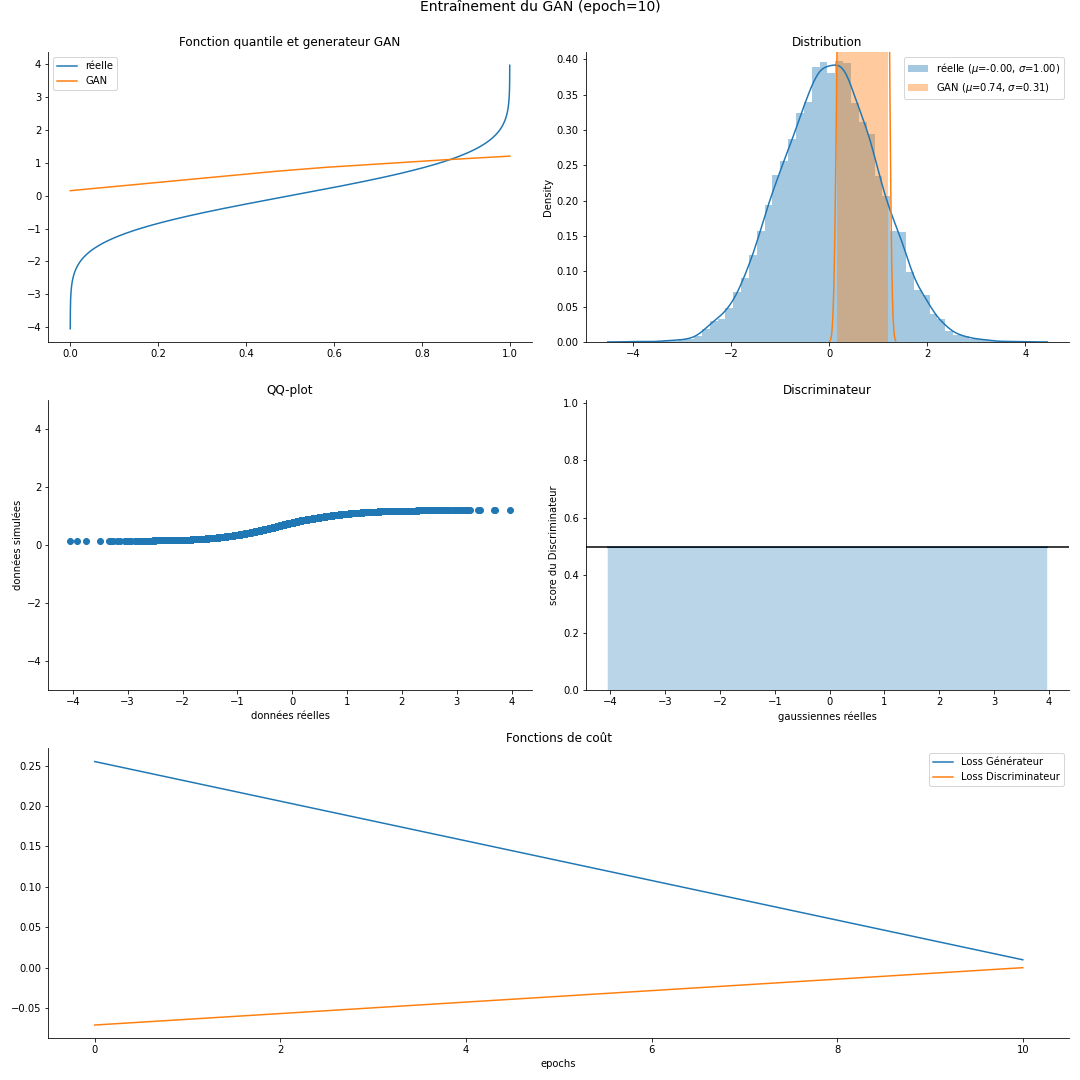 Entraînement du GAN (epoch=10)
Fonction quantile et generateur GAN
réelle
GAN
4
3
2
1
0
−1
−2
−3
−4
0.0 0.2 0.4 0.6 0.8 1.0
Distribution
réelle (μ=-0.00, σ=1.00)
GAN (μ=0.74, σ=0.31)
Density
0.40
0.35
0.30
0.25
0.20
0.15
0.10
0.05
0.00
−4 −2 0 2 4
QQ-plot
données simulées
4
2
0
−2
−4
−4 −3 −2 −1 0 1 2 3 4
données réelles
Discriminateur
score du Discriminateur
1.0
0.8
0.6
0.4
0.2
0.0
−4 −3 −2 −1 0 1 2 3 4
gaussiennes réelles
Fonctions de coût
Loss Générateur
Loss Discriminateur
0.25
0.20
0.15
0.10
0.05
0.00
−0.05
0 2 4 6 8 10
epochs